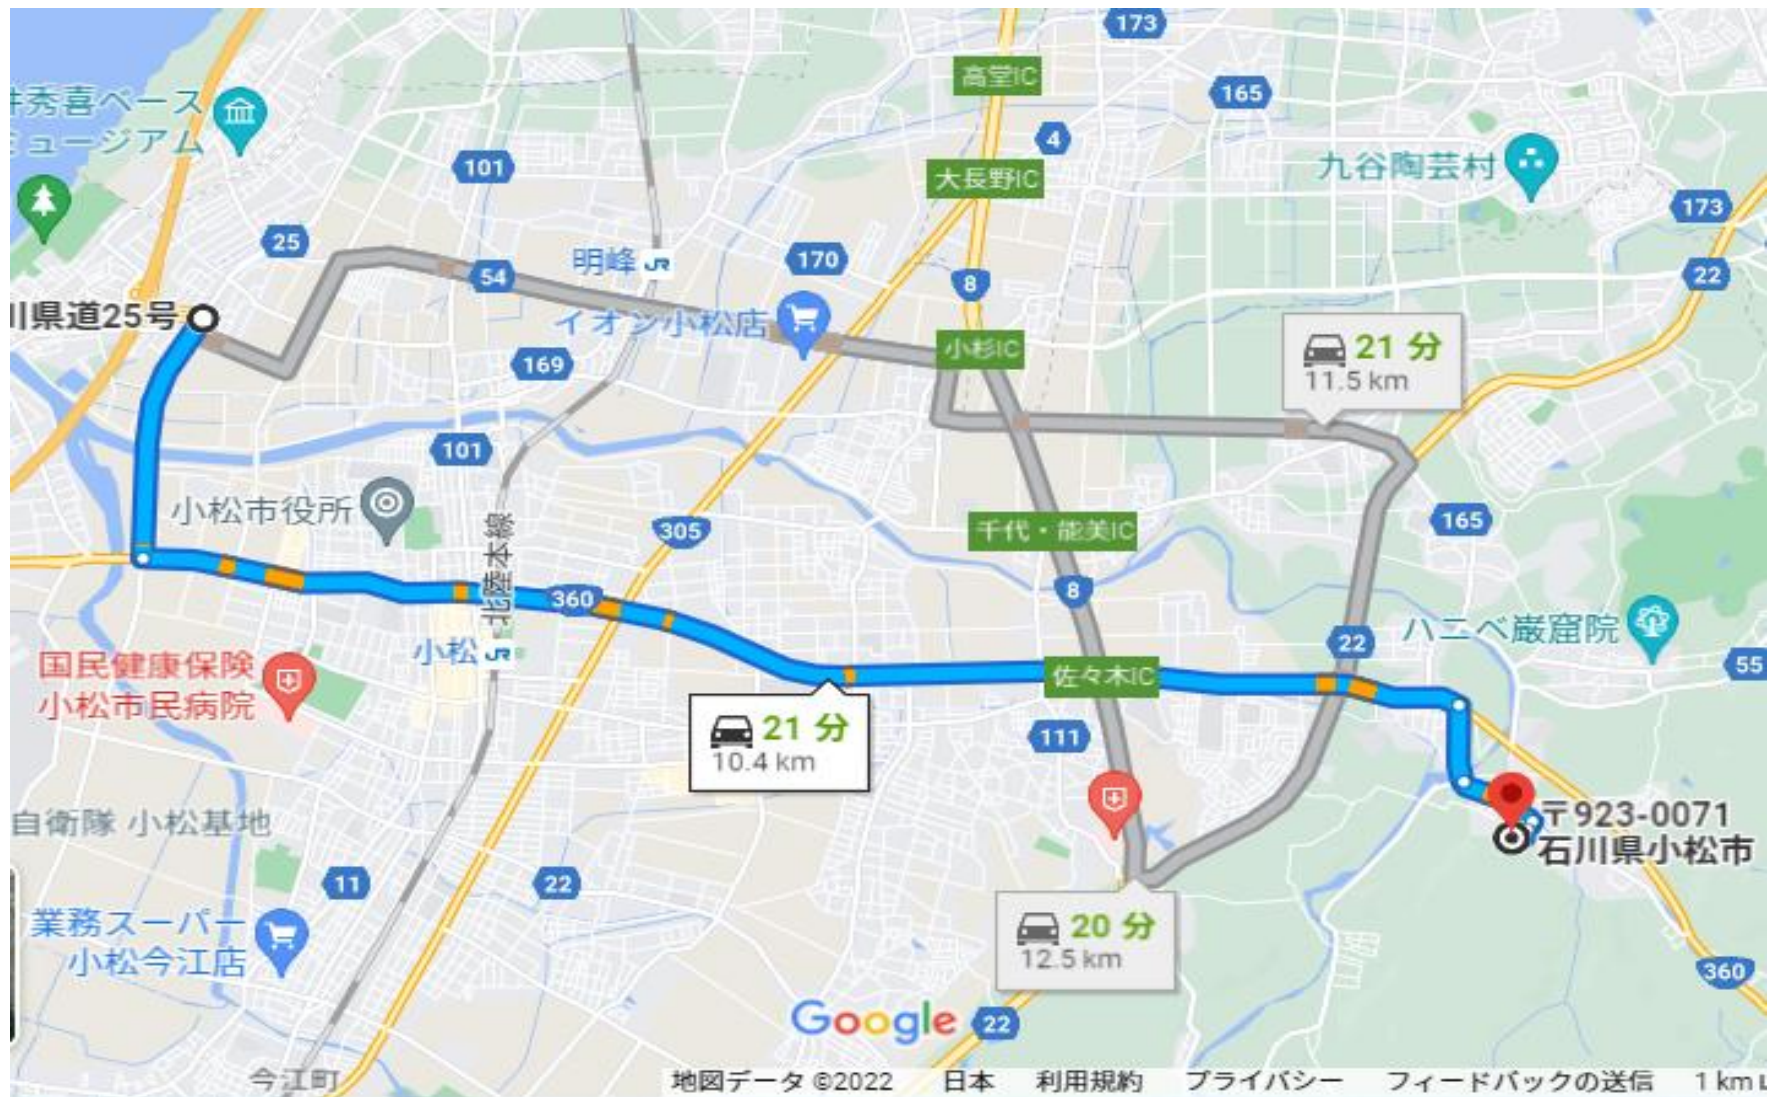 173
高堂IC
165
井秀喜ベース
ミュージアム
4
101
大長野IC
九谷陶芸村
173
25
明峰 JR
170
54
8
22
川県道25号
イオン小松店
小杉IC
21 分
11.5 km
169
101
小松市役所
北陸本線
305
千代・能美IC
165
8
360
22
ハニベ巌窟院
55
小松 JR
国民健康保険
小松市民病院
佐々木IC
21 分
10.4 km
111
自衛隊 小松基地
〒923-0071
石川県小松市
11
22
業務スーパー
小松今江店
20 分
12.5 km
360
Google
22
今江町
地図データ ©2022 日本 利用規約 プライバシー フィードバックの送信 1 km